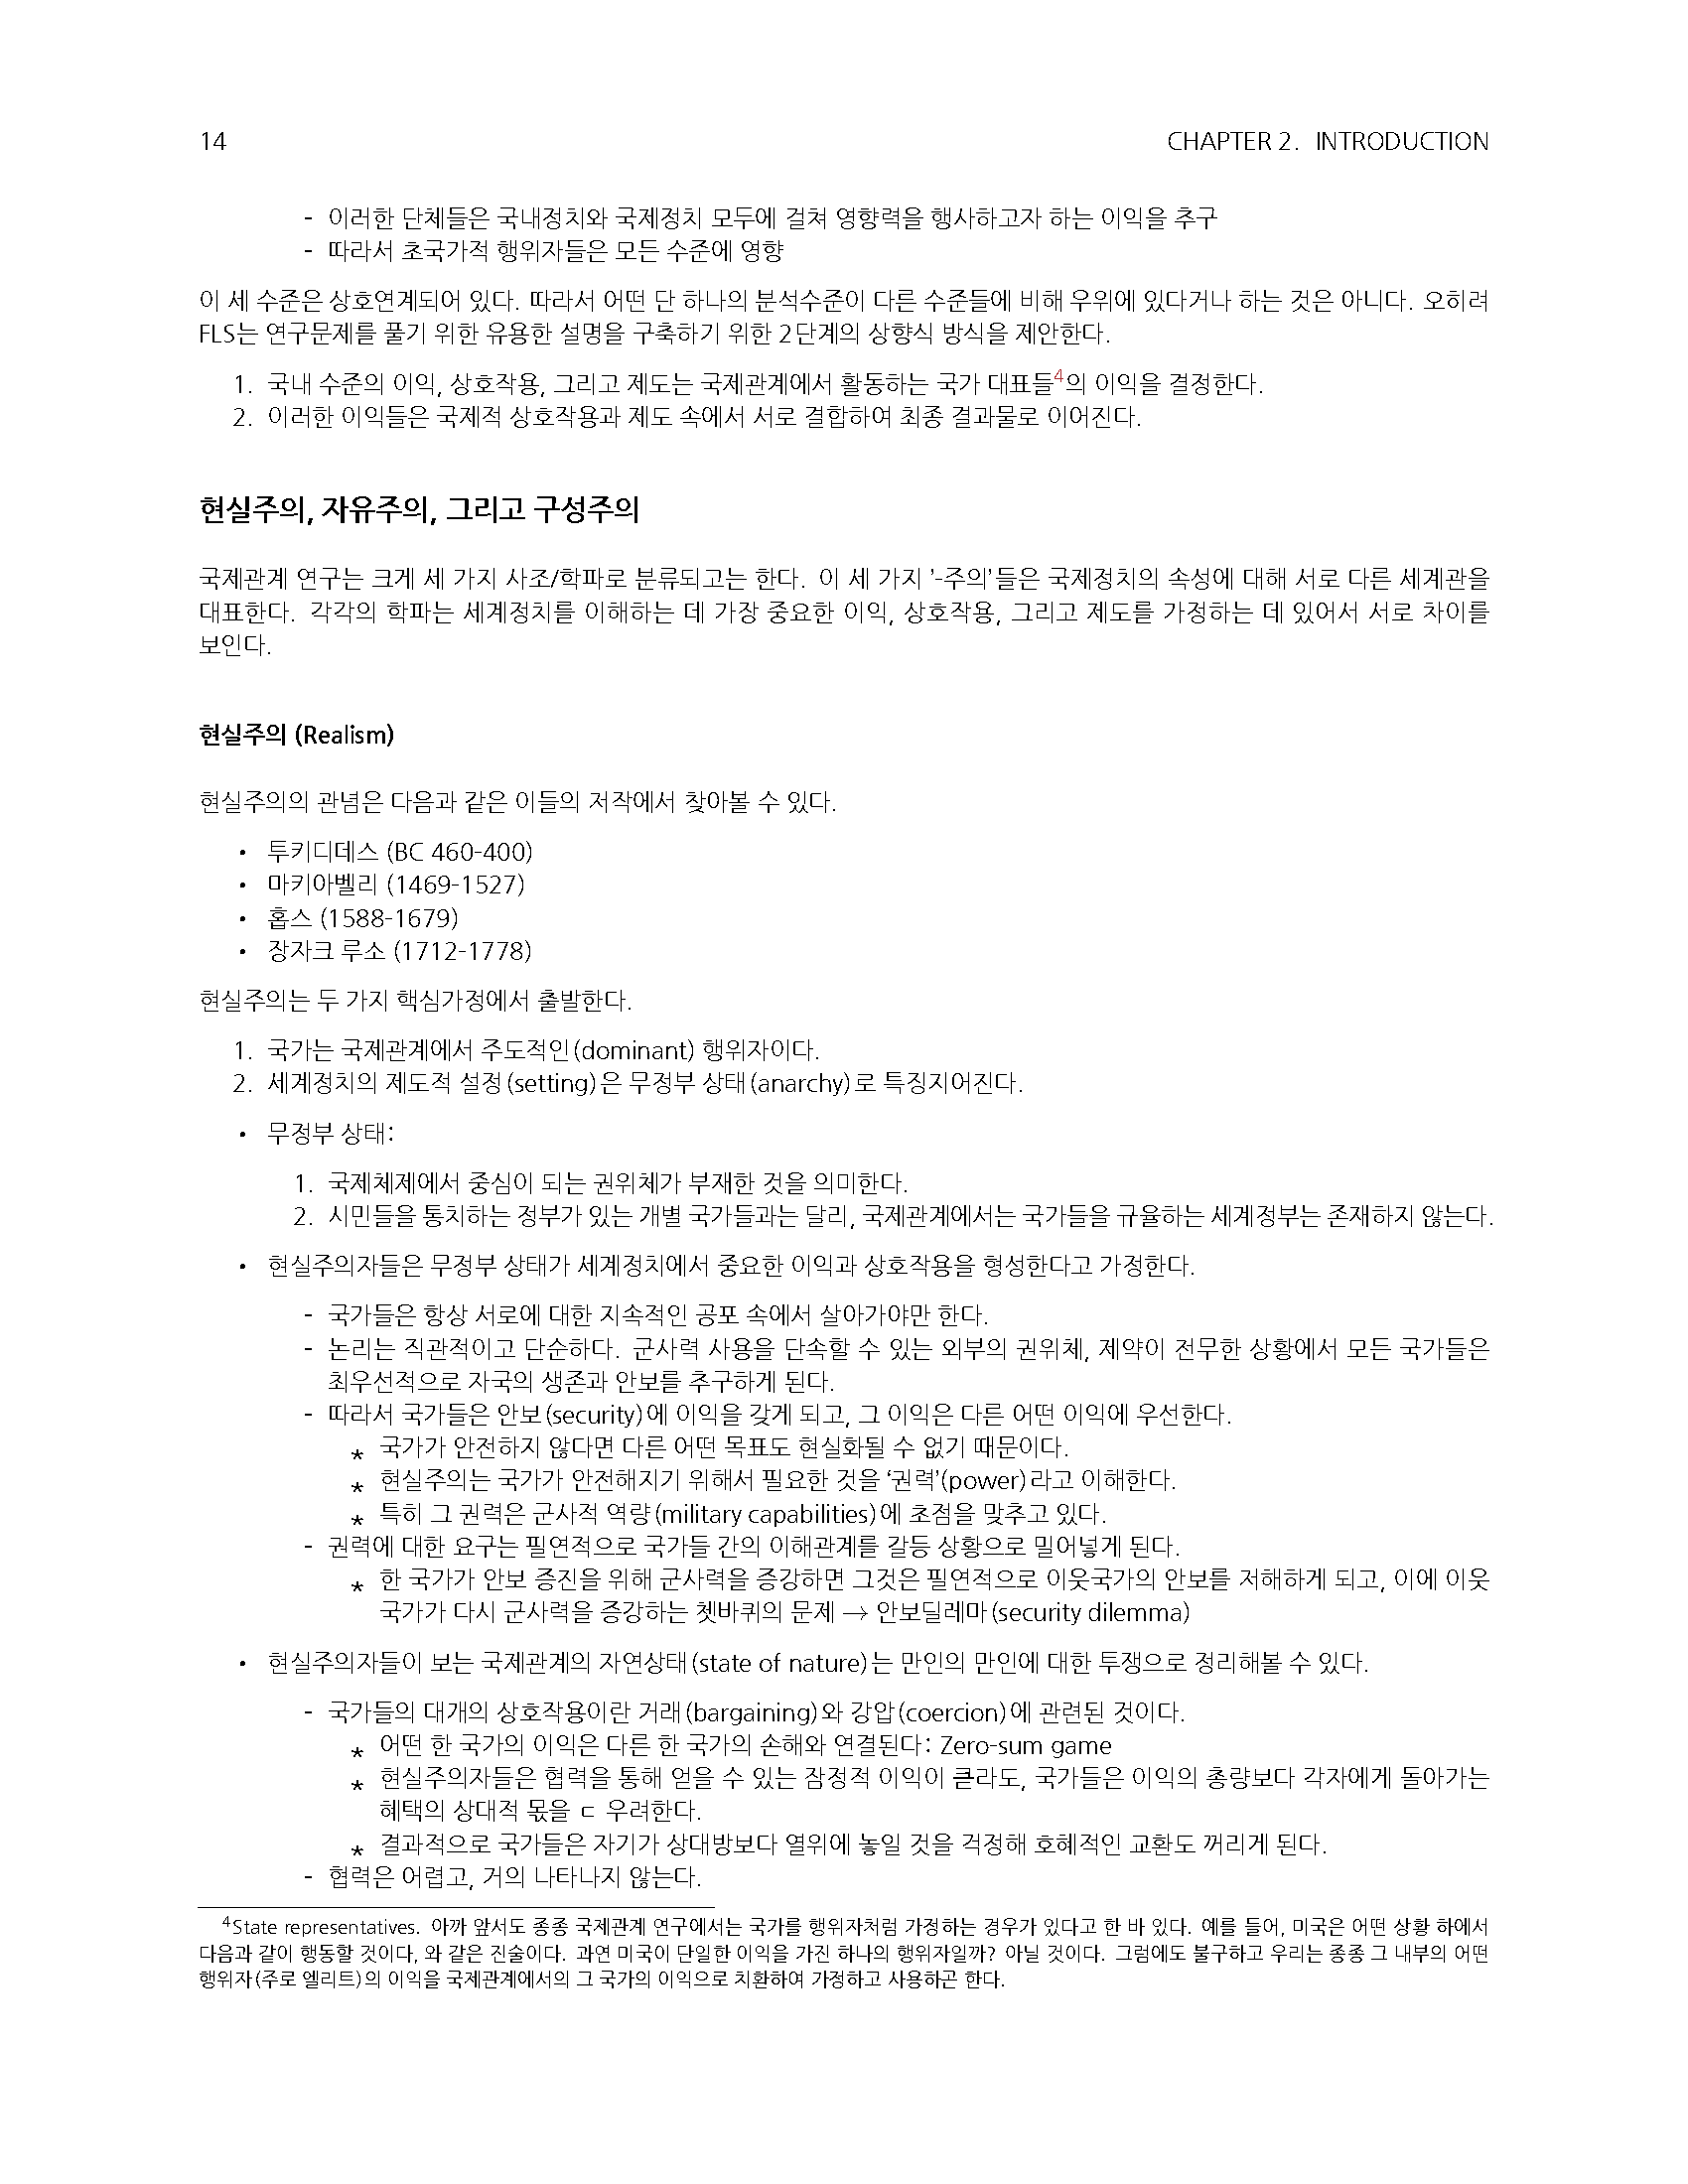 14 CHAPTER 2. INTRODUCTION
- 이러한 단체들은 국내정치와 국제정치 모두에 걸쳐 영향력을 행사하고자 하는 이익을 추구
- 따라서 초국가적 행위자들은 모든 수준에 영향
이 세 수준은 상호연계되어 있다. 따라서 어떤 단 하나의 분석수준이 다른 수준들에 비해 우위에 있다거나 하는 것은 아니다. 오히려
FLS는 연구문제를 풀기 위한 유용한 설명을 구축하기 위한 2단계의 상향식 방식을 제안한다.
1. 국내 수준의 이익, 상호작용, 그리고 제도는 국제관계에서 활동하는 국가 대표들4의 이익을 결정한다.
2. 이러한 이익들은 국제적 상호작용과 제도 속에서 서로 결합하여 최종 결과물로 이어진다.
현실주의, 자유주의, 그리고 구성주의
국제관계 연구는 크게 세 가지 사조/학파로 분류되고는 한다. 이 세 가지 '-주의'들은 국제정치의 속성에 대해 서로 다른 세계관을
대표한다. 각각의 학파는 세계정치를 이해하는 데 가장 중요한 이익, 상호작용, 그리고 제도를 가정하는 데 있어서 서로 차이를
보인다.
현실주의 (Realism)
현실주의의 관념은 다음과 같은 이들의 저작에서 찾아볼 수 있다.
• 투키디데스 (BC 460-400)
• 마키아벨리 (1469-1527)
• 홉스 (1588-1679)
• 장자크 루소 (1712-1778)
현실주의는 두 가지 핵심가정에서 출발한다.
1. 국가는 국제관계에서 주도적인(dominant) 행위자이다.
2. 세계정치의 제도적 설정(setting)은 무정부 상태(anarchy)로 특징지어진다.
• 무정부 상태:
1. 국제체제에서 중심이 되는 권위체가 부재한 것을 의미한다.
2. 시민들을 통치하는 정부가 있는 개별 국가들과는 달리, 국제관계에서는 국가들을 규율하는 세계정부는 존재하지 않는다.
• 현실주의자들은 무정부 상태가 세계정치에서 중요한 이익과 상호작용을 형성한다고 가정한다.
- 국가들은 항상 서로에 대한 지속적인 공포 속에서 살아가야만 한다.
- 논리는 직관적이고 단순하다. 군사력 사용을 단속할 수 있는 외부의 권위체, 제약이 전무한 상황에서 모든 국가들은
최우선적으로 자국의 생존과 안보를 추구하게 된다.
- 따라서 국가들은 안보(security)에 이익을 갖게 되고, 그 이익은 다른 어떤 이익에 우선한다.
* 국가가 안전하지 않다면 다른 어떤 목표도 현실화될 수 없기 때문이다.
* 현실주의는 국가가 안전해지기 위해서 필요한 것을 ‘권력’(power)라고 이해한다.
* 특히 그 권력은 군사적 역량(military capabilities)에 초점을 맞추고 있다.
- 권력에 대한 요구는 필연적으로 국가들 간의 이해관계를 갈등 상황으로 밀어넣게 된다.
* 한 국가가 안보 증진을 위해 군사력을 증강하면 그것은 필연적으로 이웃국가의 안보를 저해하게 되고, 이에 이웃
국가가 다시 군사력을 증강하는 쳇바퀴의 문제 → 안보딜레마(security dilemma)
• 현실주의자들이 보는 국제관계의 자연상태(state of nature)는 만인의 만인에 대한 투쟁으로 정리해볼 수 있다.
- 국가들의 대개의 상호작용이란 거래(bargaining)와 강압(coercion)에 관련된 것이다.
* 어떤 한 국가의 이익은 다른 한 국가의 손해와 연결된다: Zero-sum game
* 현실주의자들은 협력을 통해 얻을 수 있는 잠정적 이익이 클라도, 국가들은 이익의 총량보다 각자에게 돌아가는
혜택의 상대적 몫을 ㄷ 우려한다.
* 결과적으로 국가들은 자기가 상대방보다 열위에 놓일 것을 걱정해 호혜적인 교환도 꺼리게 된다.
- 협력은 어렵고, 거의 나타나지 않는다.
4State representatives. 아까 앞서도 종종 국제관계 연구에서는 국가를 행위자처럼 가정하는 경우가 있다고 한 바 있다. 예를 들어, 미국은 어떤 상황 하에서
다음과 같이 행동할 것이다, 와 같은 진술이다. 과연 미국이 단일한 이익을 가진 하나의 행위자일까? 아닐 것이다. 그럼에도 불구하고 우리는 종종 그 내부의 어떤
행위자(주로 엘리트)의 이익을 국제관계에서의 그 국가의 이익으로 치환하여 가정하고 사용하곤 한다.